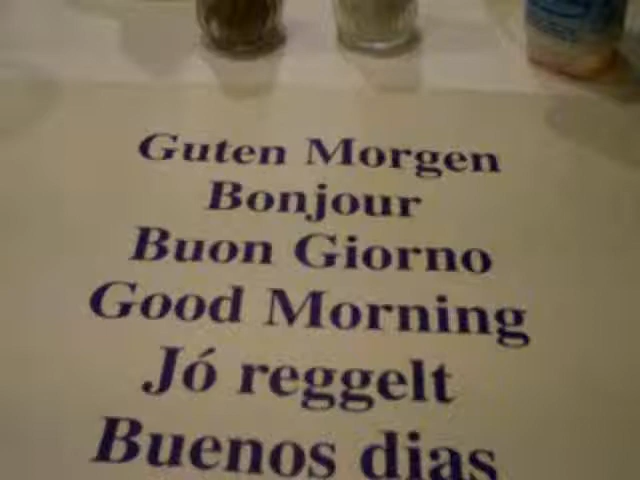 Guten Morgen
Bonjour
Buon Giorno
Good Morning
Jó reggelt
Buenos dias